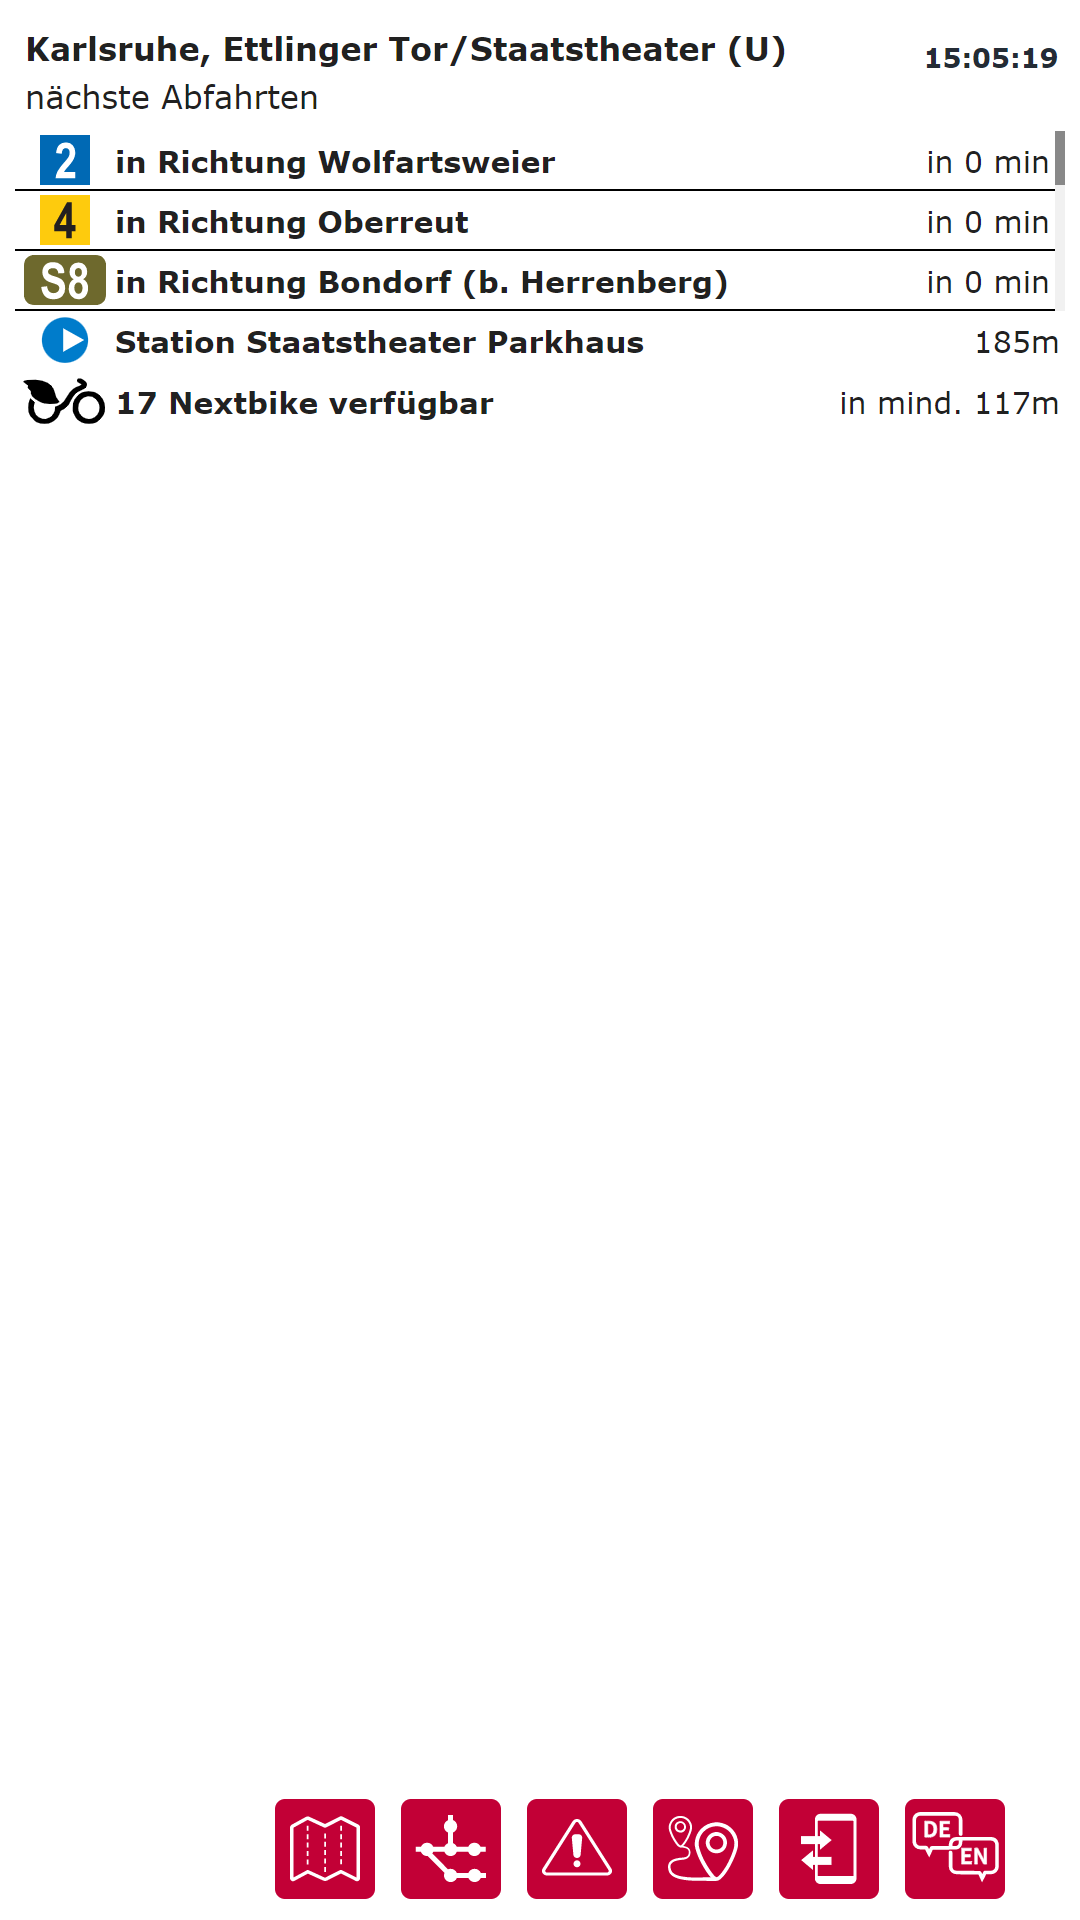 Karlsruhe, Ettlinger Tor/Staatstheater (U) 15:05:19
nächste Abfahrten
2 in Richtung Wolfartsweier in 0 min
4 in Richtung Oberreut in 0 min
S8 in Richtung Bondorf (b. Herrenberg) in 0 min
Station Staatstheater Parkhaus 185m
17 Nextbike verfügbar in mind. 117m
DE
EN